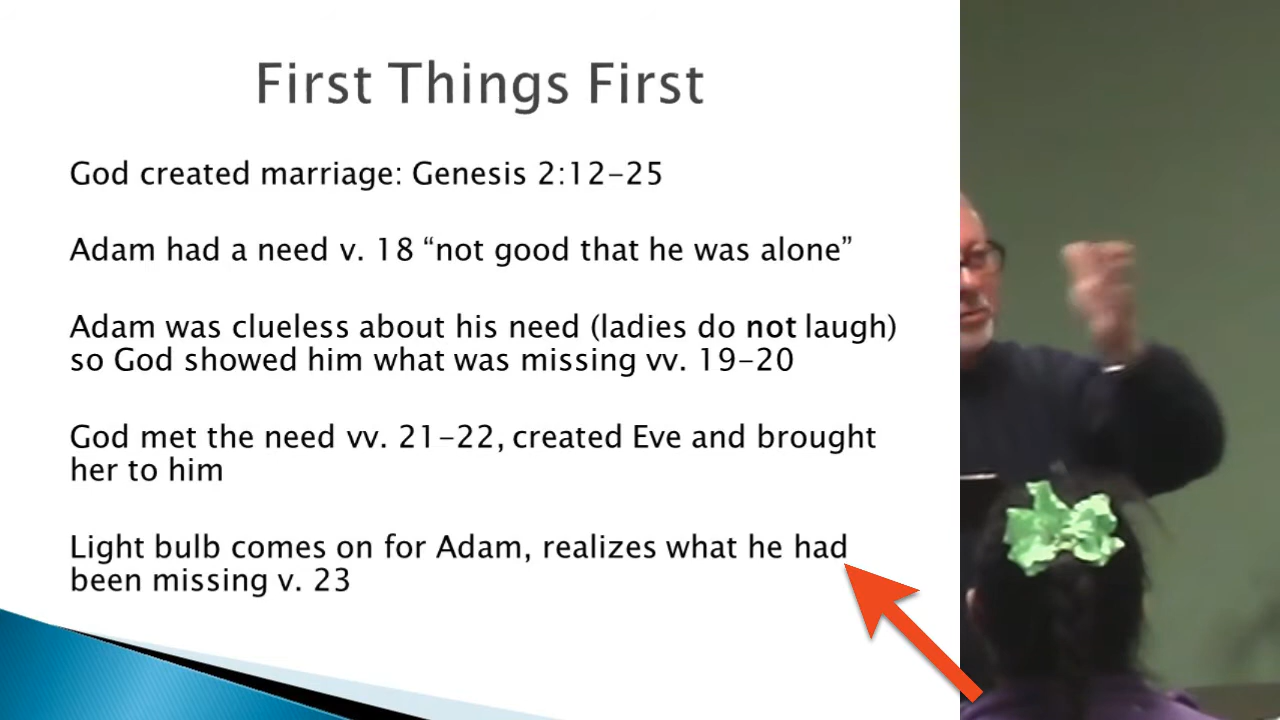 First Things First
God created marriage: Genesis 2:12-25
Adam had a need v. 18 “not good that he was alone”
Adam was clueless about his need (ladies do not laugh)
so God showed him what was missing vv. 19-20
God met the need vv. 21-22, created Eve and brought
her to him
Light bulb comes on for Adam, realizes what he had
been missing v. 23